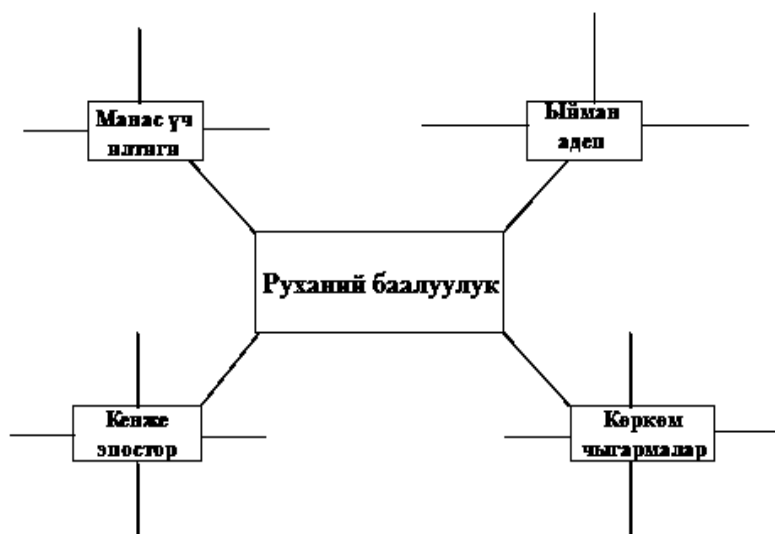 Манас үч
илтиги
Ыйман
адеп
Руханий баалуулук
Кенже
эпостор
Көркөм
чыгармалар